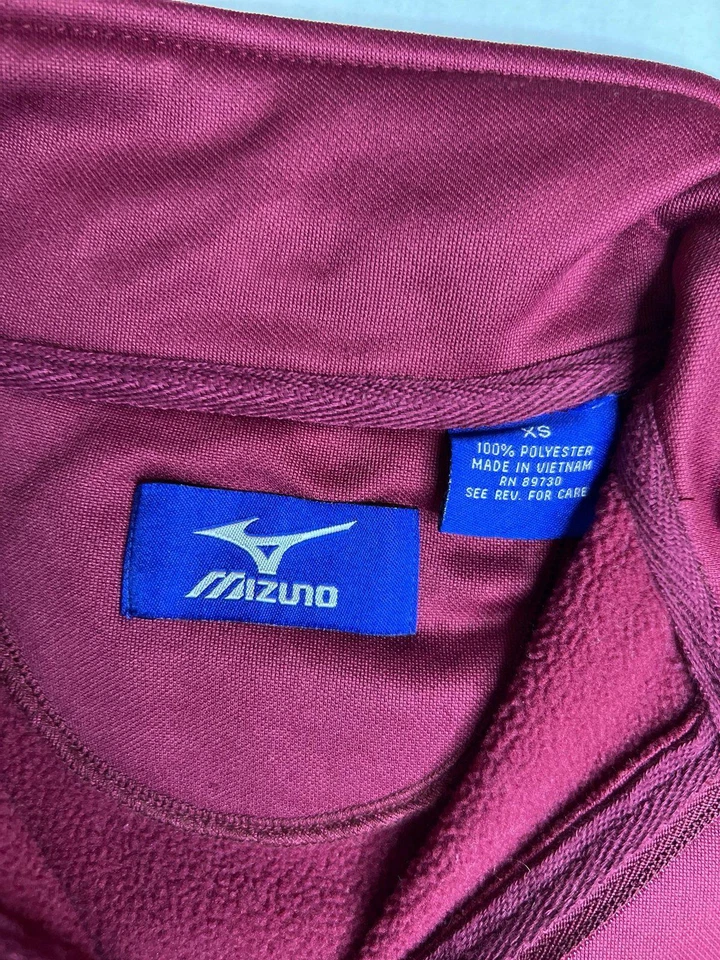 XS
100% POLYESTER
MADE IN VIETNAM
RN 89730
SEE REV. FOR CARE
MIZUNO